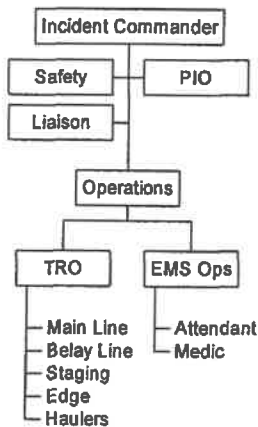 Incident Commander
Safety
PIO
Liaison
Operations
TRO
EMS Ops
Main Line
Belay Line
Staging
Edge
Haulers
Attendant
Medic